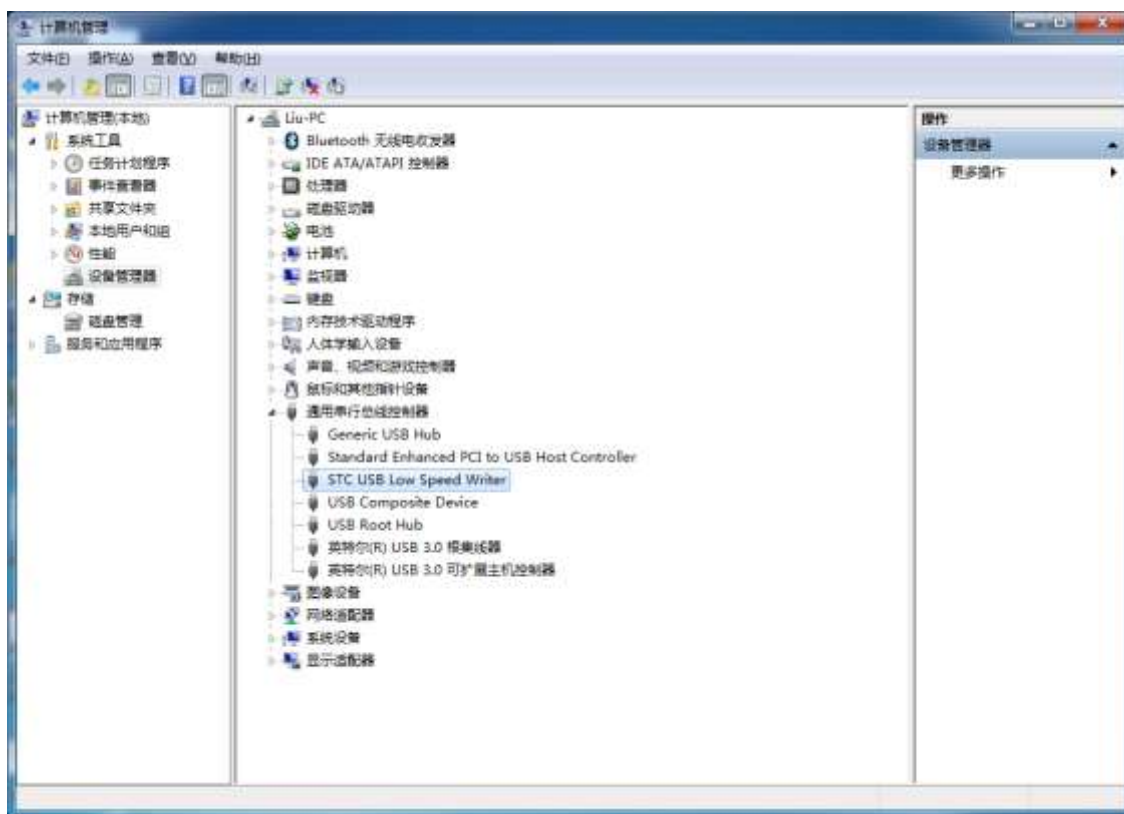 计算机管理
文件(F) 操作(A) 查看(V) 帮助(H)
计算机管理(本地)
系统工具
任务计划程序
事件查看器
共享文件夹
本地用户和组
性能
设备管理器
存储
磁盘管理
服务和应用程序
Liu-PC
Bluetooth 无线电收发器
IDE ATA/ATAPI 控制器
处理器
磁盘驱动器
电池
计算机
监视器
键盘
内存技术驱动程序
人体学输入设备
声音、视频和游戏控制器
鼠标和其他指针设备
通用串行总线控制器
Generic USB Hub
Standard Enhanced PCI to USB Host Controller
STC USB Low Speed Writer
USB Composite Device
USB Root Hub
英特尔(R) USB 3.0 根集线器
英特尔(R) USB 3.0 可扩展主机控制器
图像设备
网络适配器
系统设备
显示适配器
操作
设备管理器
更多操作